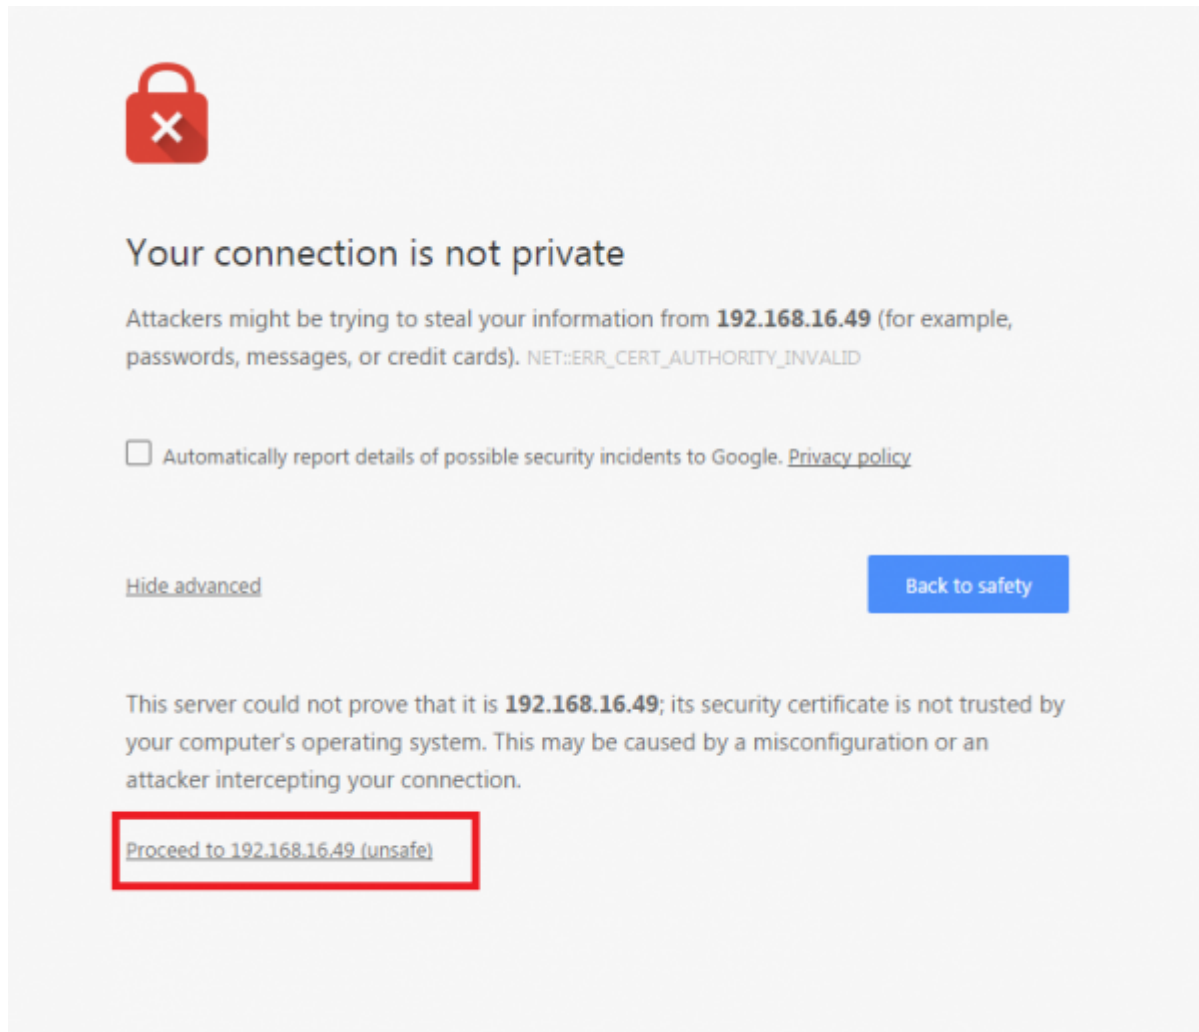 Your connection is not private
Attackers might be trying to steal your information from 192.168.16.49 (for example,
passwords, messages, or credit cards). NET::ERR_CERT_AUTHORITY_INVALID
Automatically report details of possible security incidents to Google. Privacy policy
Hide advanced
Back to safety
This server could not prove that it is 192.168.16.49; its security certificate is not trusted by
your computer's operating system. This may be caused by a misconfiguration or an
attacker intercepting your connection.
Proceed to 192.168.16.49 (unsafe)